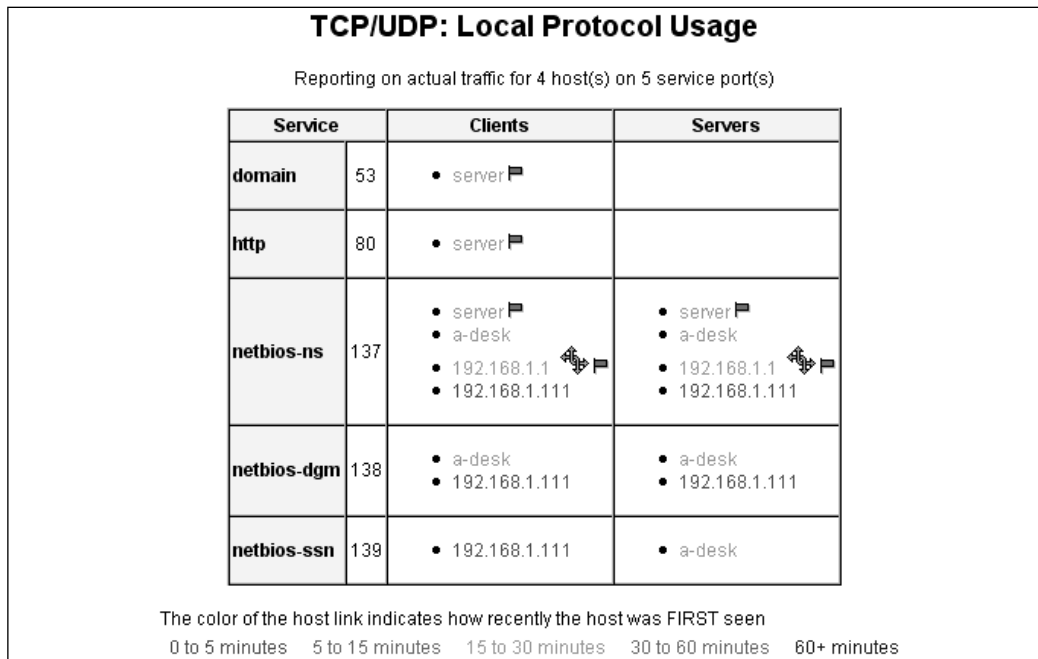 TCP/UDP: Local Protocol Usage
Reporting on actual traffic for 4 host(s) on 5 service port(s)
Service Clients Servers
domain 53 server
http 80 server
netbios-ns 137
server server
a-desk a-desk
192.168.1.1 192.168.1.1
192.168.1.111 192.168.1.111
netbios-dgm 138
a-desk a-desk
192.168.1.111 192.168.1.111
netbios-ssn 139 192.168.1.111 a-desk
The color of the host link indicates how recently the host was FIRST seen
0 to 5 minutes 5 to 15 minutes 15 to 30 minutes 30 to 60 minutes 60+ minutes